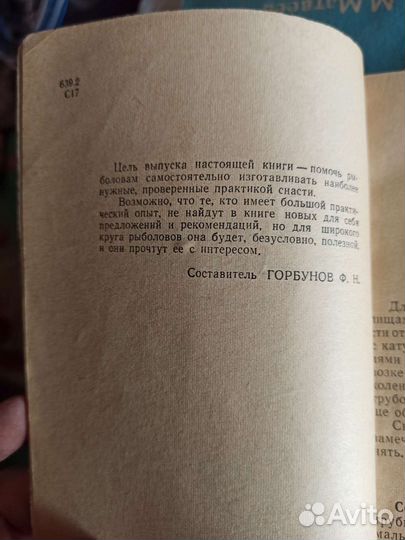 М. Матвеев
639.2
С17
Цель выпуска настоящей книги — помочь ры-
боловам самостоятельно изготавливать наиболее
нужные, проверенные практикой снасти.
Возможно, что те, кто имеет большой практи-
ческий опыт, не найдут в книге новых для себя
предложений и рекомендаций, но для широкого
круга рыболовов она будет, безусловно, полезной,
и они прочтут ее с интересом.
Составитель ГОРБУНОВ Ф. Н.
Avito